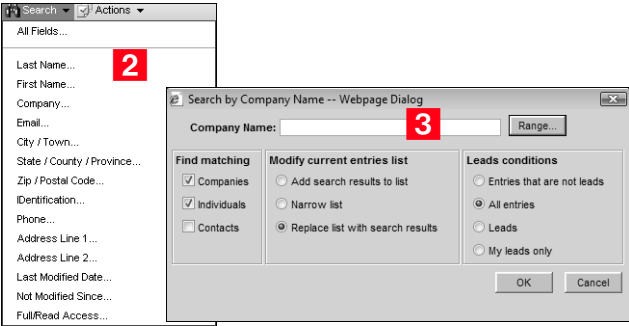 Search Actions
All Fields...
Last Name...
2
First Name...
Company...
Email...
City / Town...
State / County / Province...
Zip / Postal Code...
IDentification...
Phone...
Address Line 1...
Address Line 2...
Last Modified Date...
Not Modified Since...
Full/Read Access...
Search by Company Name -- Webpage Dialog
Company Name: 3 Range...
Find matching
Companies
Individuals
Contacts
Modify current entries list
Add search results to list
Narrow list
Replace list with search results
Leads conditions
Entries that are not leads
All entries
Leads
My leads only
OK Cancel